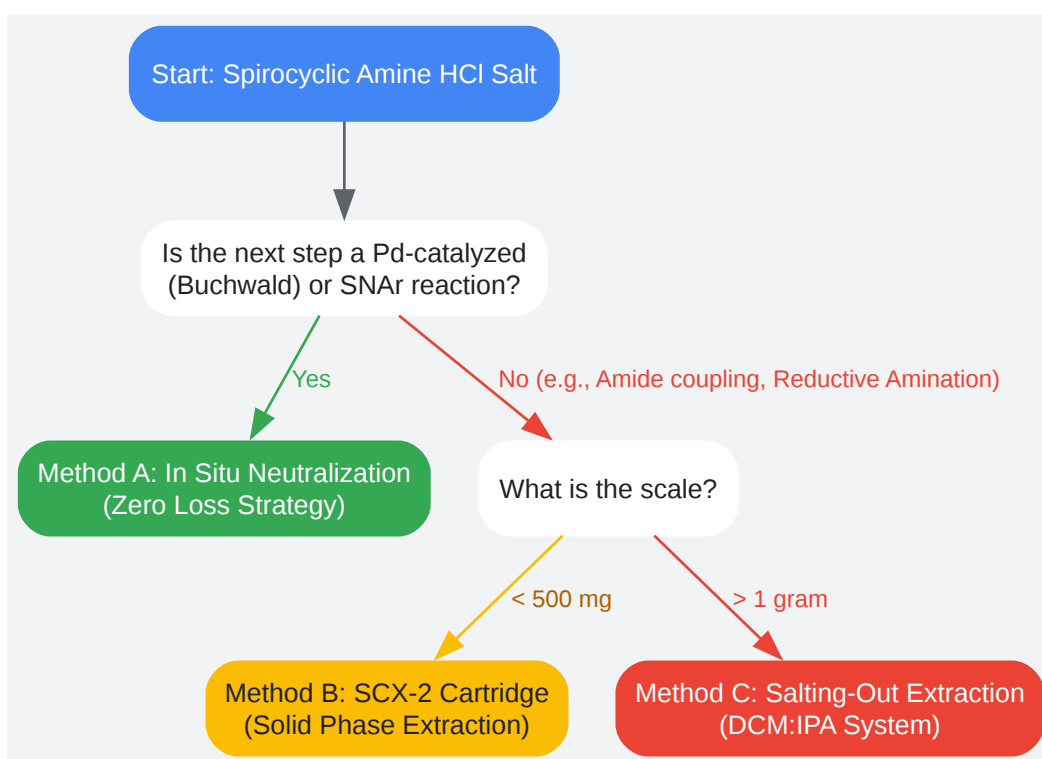 Start: Spirocyclic Amine HCl Salt
Is the next step a Pd-catalyzed
(Buchwald) or SNAr reaction?
Yes
No (e.g., Amide coupling, Reductive Amination)
Method A: In Situ Neutralization
(Zero Loss Strategy)
What is the scale?
< 500 mg
> 1 gram
Method B: SCX-2 Cartridge
(Solid Phase Extraction)
Method C: Salting-Out Extraction
(DCM:IPA System)